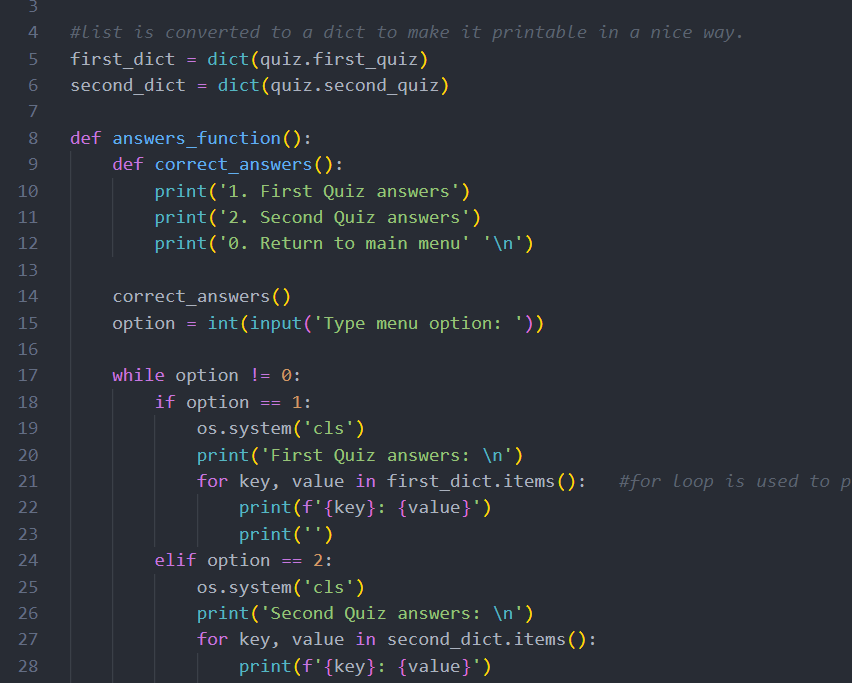 3
4 #list is converted to a dict to make it printable in a nice way.
5 first_dict = dict(quiz.first_quiz)
6 second_dict = dict(quiz.second_quiz)
7
8 def answers_function():
9     def correct_answers():
10         print('1. First Quiz answers')
11         print('2. Second Quiz answers')
12         print('0. Return to main menu' '\n')
13
14     correct_answers()
15     option = int(input('Type menu option: '))
16
17     while option != 0:
18         if option == 1:
19             os.system('cls')
20             print('First Quiz answers: \n')
21             for key, value in first_dict.items():   #for loop is used to p
22                 print(f'{key}: {value}')
23                 print('')
24         elif option == 2:
25             os.system('cls')
26             print('Second Quiz answers: \n')
27             for key, value in second_dict.items():
28                 print(f'{key}: {value}')